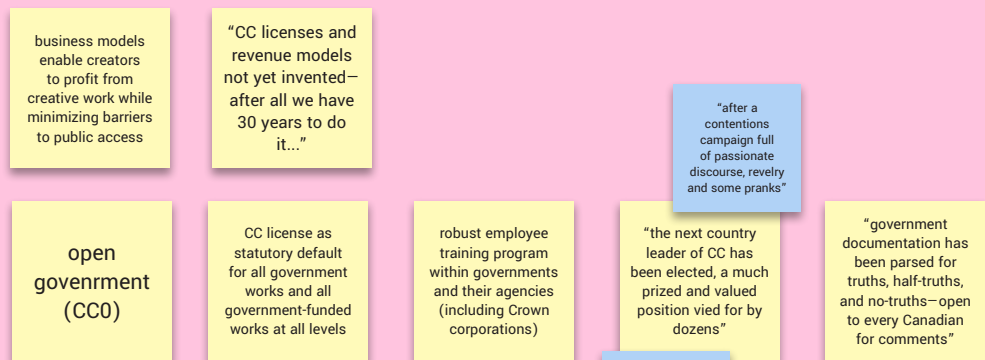 business models
enable creators
to profit from
creative work while
minimizing barriers
to public access
“CC licenses and
revenue models
not yet invented—
after all we have
30 years to do
it...”
“after a
contentions
campaign full
of passionate
discourse, revelry
and some pranks”
open
govenrment
(CC0)
CC license as
statutory default
for all government
works and all
government-funded
works at all levels
robust employee
training program
within governments
and their agencies
(including Crown
corporations)
“the next country
leader of CC has
been elected, a much
prized and valued
position vied for by
dozens”
“government
documentation has
been parsed for
truths, half-truths,
and no-truths—open
to every Canadian
for comments”